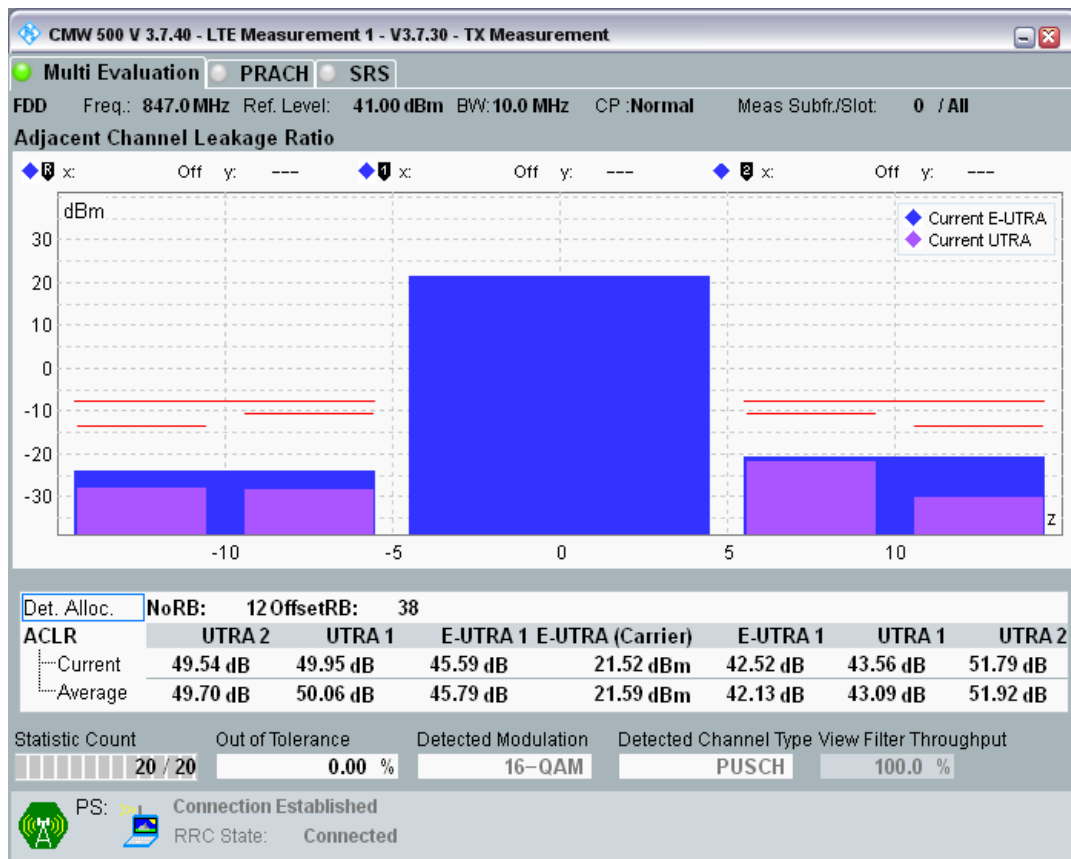 CMW 500 V 3.7.40 - LTE Measurement 1 - V3.7.30 - TX Measurement
Multi Evaluation PRACH SRS
FDD Freq.: 847.0 MHz Ref. Level: 41.00 dBm BW: 10.0 MHz CP :Normal Meas Subfr./Slot: 0 / All
Adjacent Channel Leakage Ratio
R x: Off y: --- 1 x: Off y: --- 2 x: Off y: ---
dBm
Current E-UTRA
Current UTRA
30
20
10
0
-10
-20
-30
z
-10 -5 0 5 10
Det. Alloc. NoRB: 12 OffsetRB: 38
ACLR UTRA 2 UTRA 1 E-UTRA 1 E-UTRA (Carrier) E-UTRA 1 UTRA 1 UTRA 2
Current 49.54 dB 49.95 dB 45.59 dB 21.52 dBm 42.52 dB 43.56 dB 51.79 dB
Average 49.70 dB 50.06 dB 45.79 dB 21.59 dBm 42.13 dB 43.09 dB 51.92 dB
Statistic Count Out of Tolerance Detected Modulation Detected Channel Type View Filter Throughput
20 / 20 0.00 % 16-QAM PUSCH 100.0 %
PS: Connection Established
RRC State: Connected